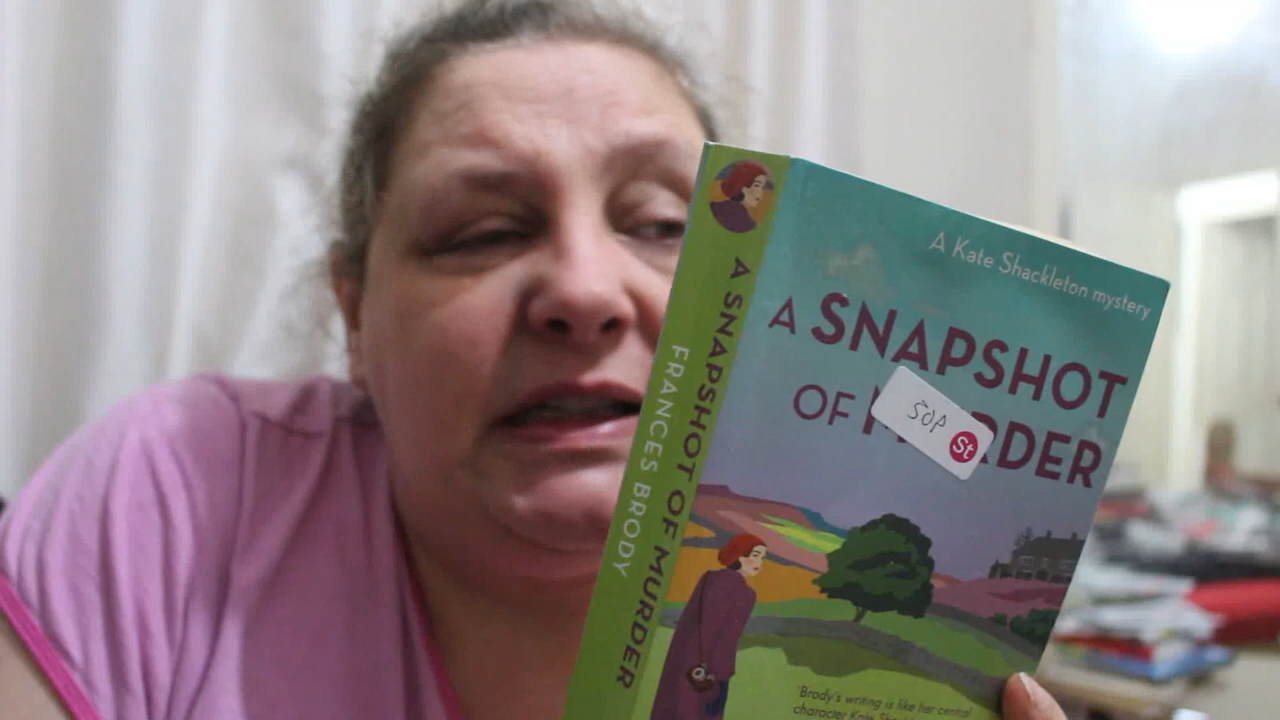 A SNAPSHOT OF MURDER
FRANCES BRODY
A Kate Shackleton mystery
A SNAPSHOT
OF M RDER
50P
St
'Brody's writing is like her central
character Kate